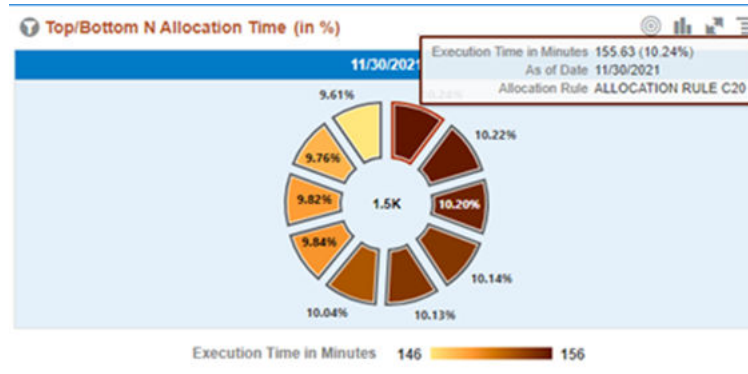 Top/Bottom N Allocation Time (in %)
11/30/2021
Execution Time in Minutes 155.63 (10.24%)
As of Date 11/30/2021
Allocation Rule ALLOCATION RULE C20
9.61%
10.22%
9.76%
9.82%
1.5K
10.20%
9.84%
10.14%
10.04%
10.13%
Execution Time in Minutes 146 156